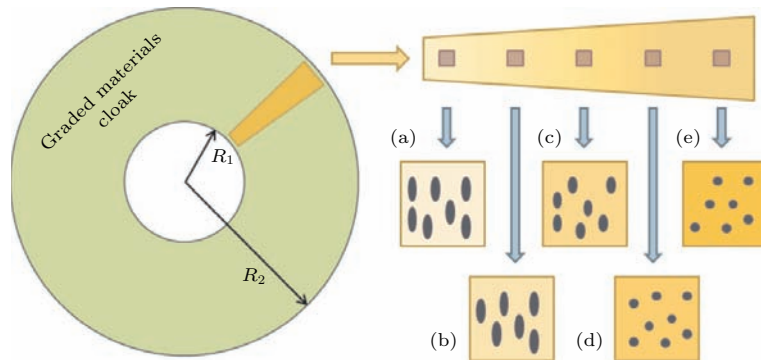 Graded materials
cloak
R1
R2
(a)
(c)
(e)
(b)
(d)